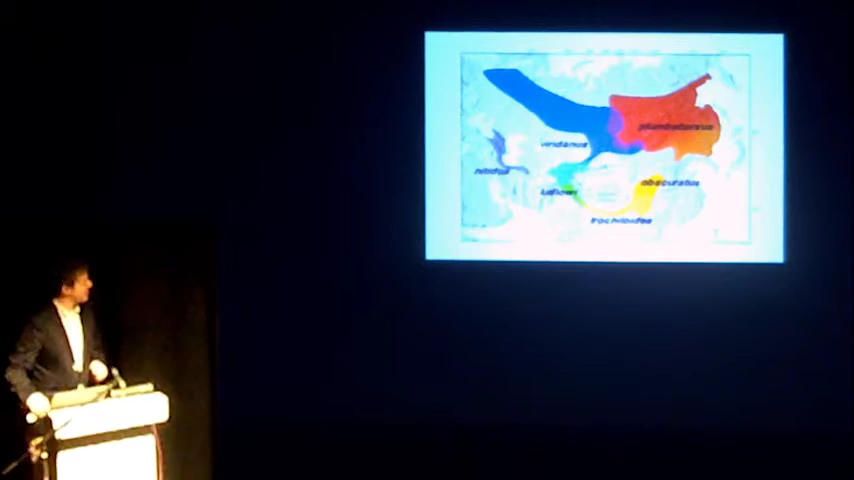 plumbeitarsus
viridanus
nitidus
obscuratus
ludlowi
trochiloides